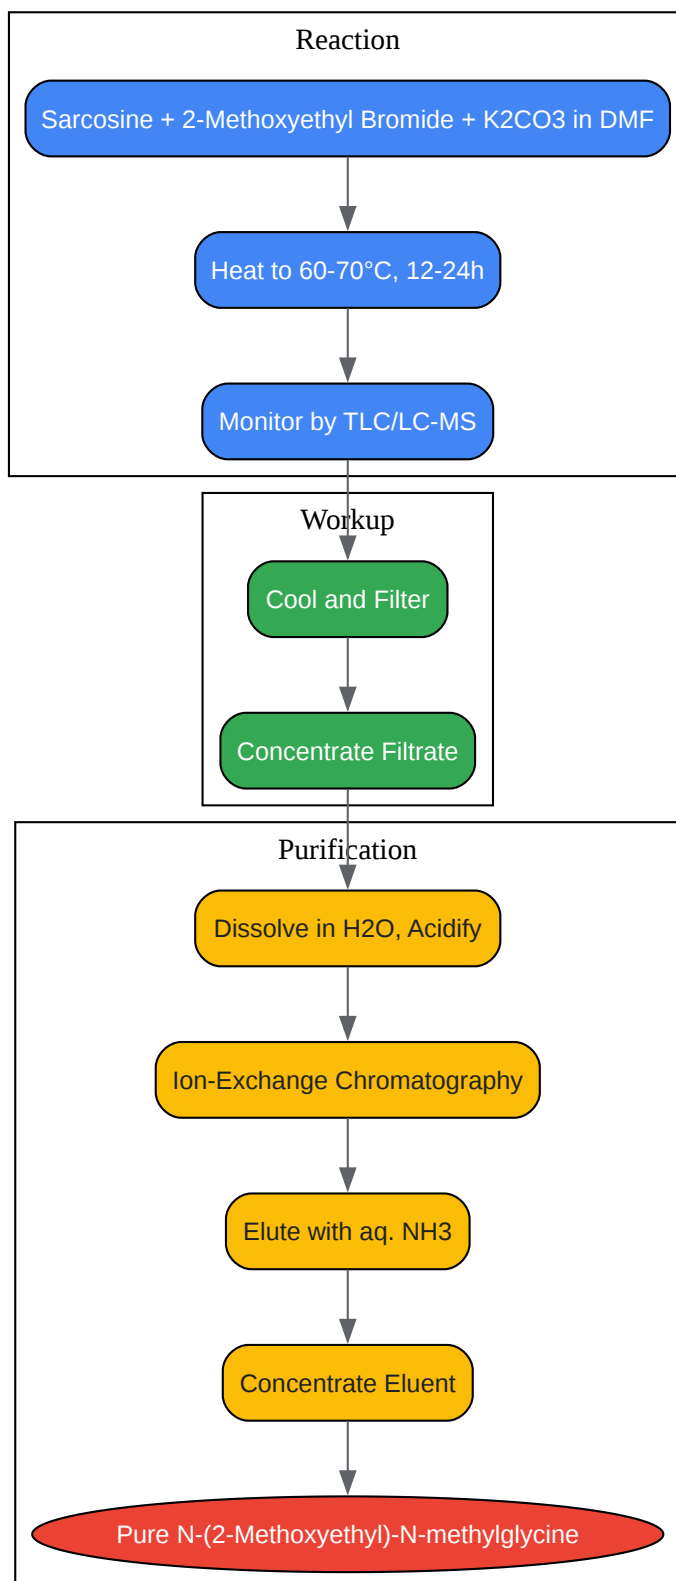 Reaction
Sarcosine + 2-Methoxyethyl Bromide + K2CO3 in DMF
Heat to 60-70°C, 12-24h
Monitor by TLC/LC-MS
Workup
Cool and Filter
Concentrate Filtrate
Purification
Dissolve in H2O, Acidify
Ion-Exchange Chromatography
Elute with aq. NH3
Concentrate Eluent
Pure N-(2-Methoxyethyl)-N-methylglycine